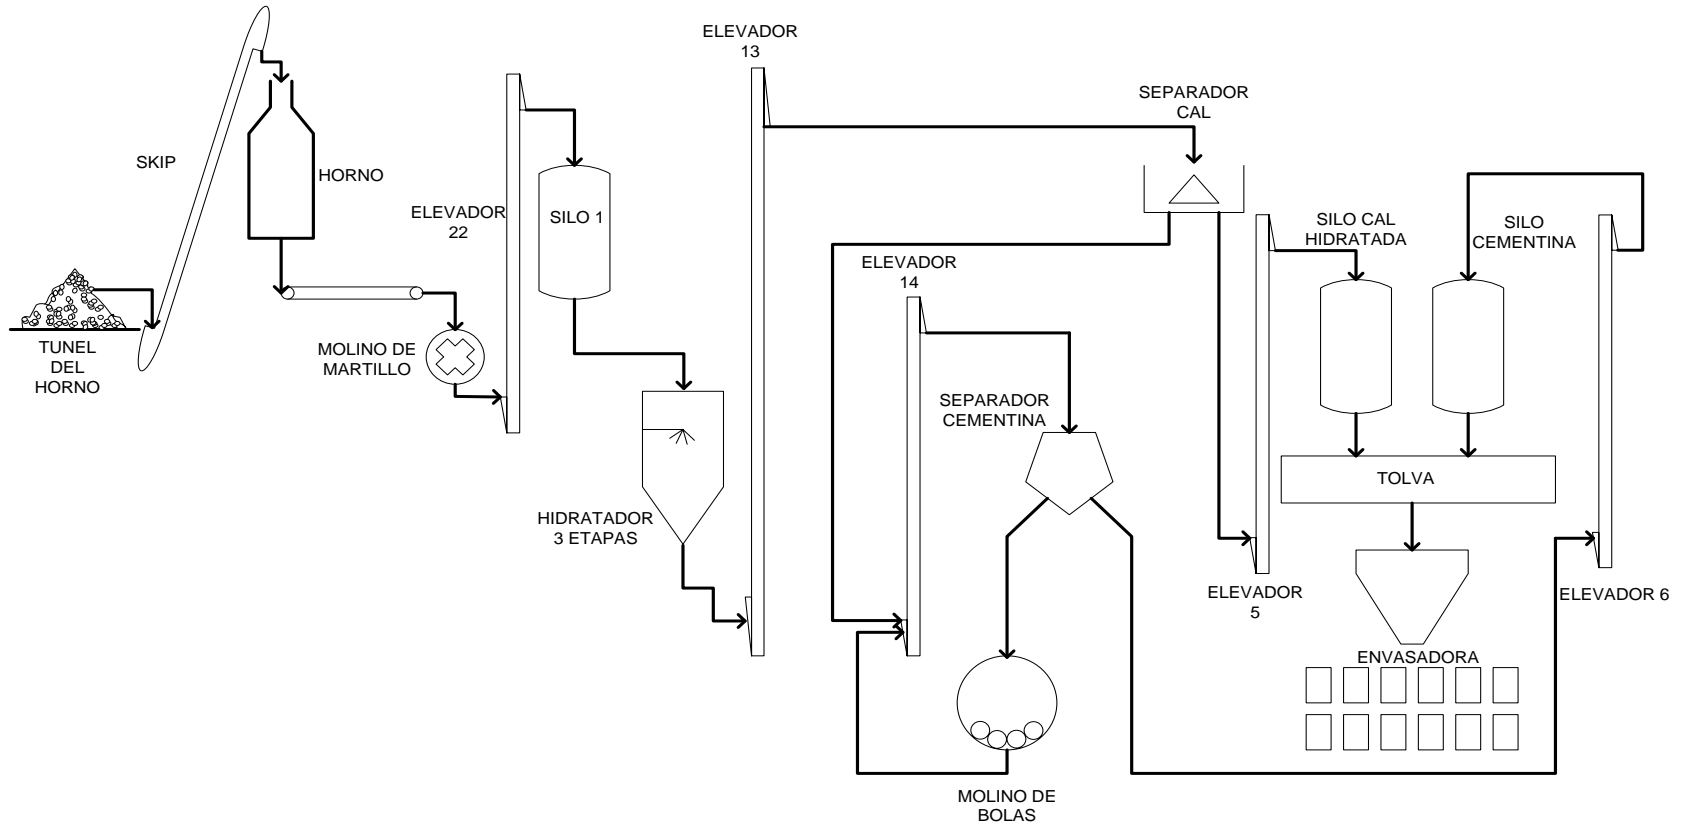 ELEVADOR
13
SEPARADOR
CAL
SKIP
HORNO
ELEVADOR
22
SILO 1
SILO CAL
HIDRATADA
SILO
CEMENTINA
ELEVADOR
14
TUNEL
DEL
HORNO
MOLINO DE
MARTILLO
SEPARADOR
CEMENTINA
TOLVA
HIDRATADOR
3 ETAPAS
ELEVADOR
5
ELEVADOR 6
ENVASADORA
MOLINO DE
BOLAS